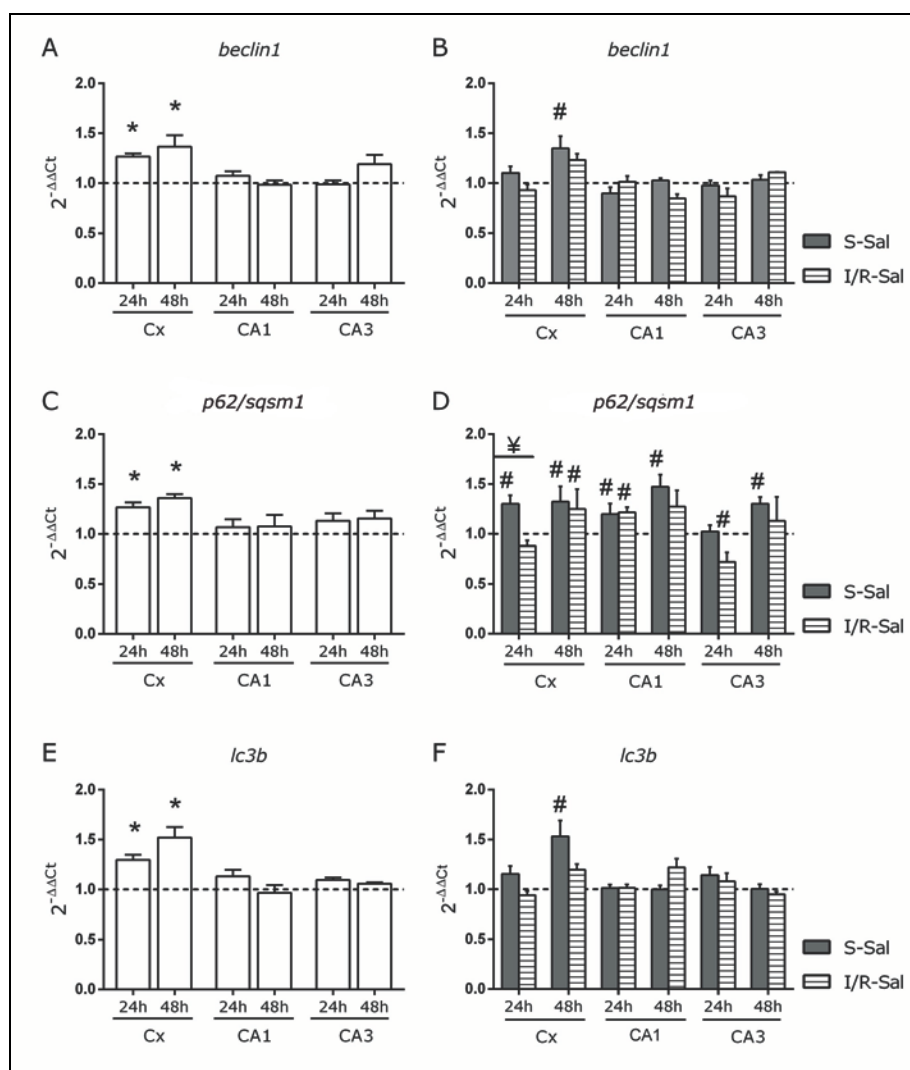 A
beclin1
2.0
*
*
1.5
1.0
0.5
0.0
2-ΔΔCt
24h 48h 24h 48h 24h 48h
Cx CA1 CA3
B
beclin1
2.0
#
1.5
1.0
0.5
0.0
2-ΔΔCt
24h 48h 24h 48h 24h 48h
Cx CA1 CA3
S-Sal
I/R-Sal
C
p62/sqsm1
2.0
* *
1.5
1.0
0.5
0.0
2-ΔΔCt
24h 48h 24h 48h 24h 48h
Cx CA1 CA3
D
p62/sqsm1
2.0
¥
# # # # # # # #
1.5
1.0
0.5
0.0
2-ΔΔCt
24h 48h 24h 48h 24h 48h
Cx CA1 CA3
S-Sal
I/R-Sal
E
lc3b
2.0
*
*
1.5
1.0
0.5
0.0
2-ΔΔCt
24h 48h 24h 48h 24h 48h
Cx CA1 CA3
F
lc3b
2.0
#
1.5
1.0
0.5
0.0
2-ΔΔCt
24h 48h 24h 48h 24h 48h
Cx CA1 CA3
S-Sal
I/R-Sal